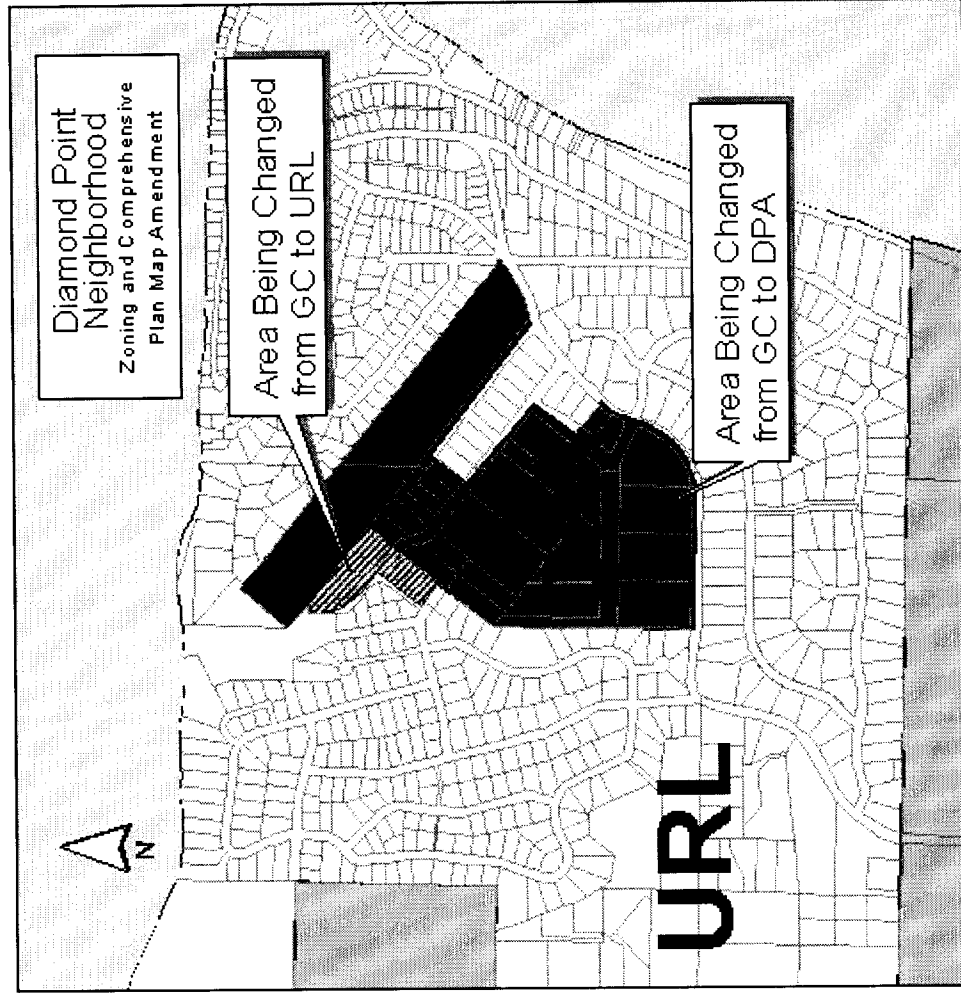 Diamond Point
Neighborhood
Zoning and Comprehensive
Plan Map Amendment
Area Being Changed
from GC to URL
Area Being Changed
from GC to DPA
URL
N